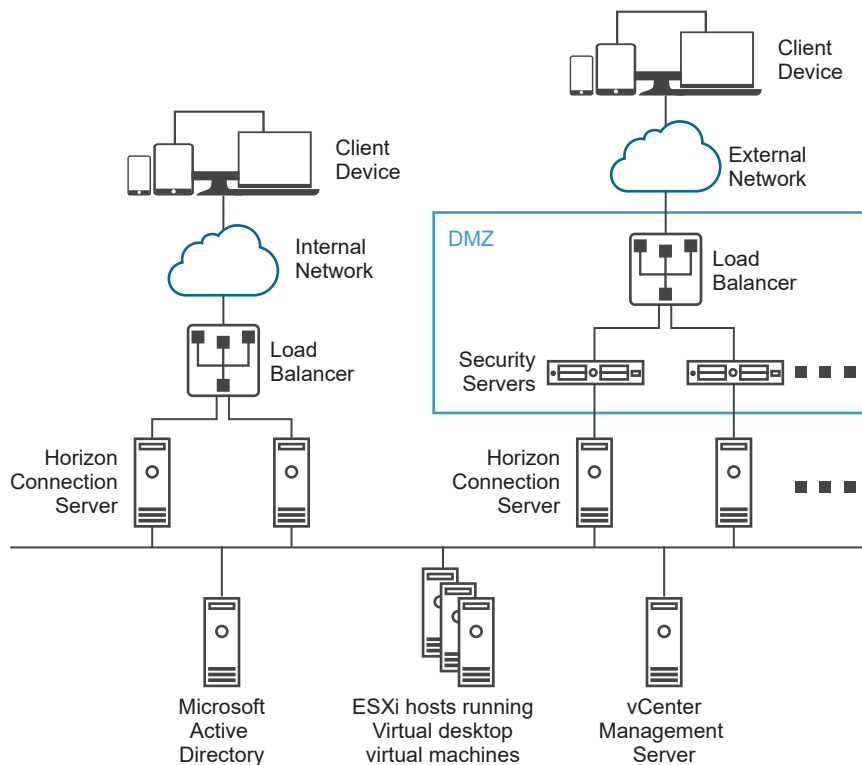 Client
Device
Client
Device
External
Network
Internal
Network
DMZ
Load
Balancer
Load
Balancer
Security
Servers
Horizon
Connection
Server
Horizon
Connection
Server
Microsoft
Active
Directory
ESXi hosts running
Virtual desktop
virtual machines
vCenter
Management
Server